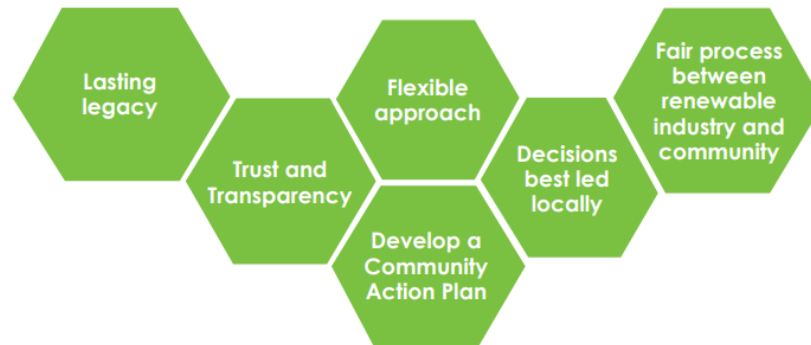 Lasting
legacy
Trust and
Transparency
Flexible
approach
Develop a
Community
Action Plan
Decisions
best led
locally
Fair process
between
renewable
industry and
community